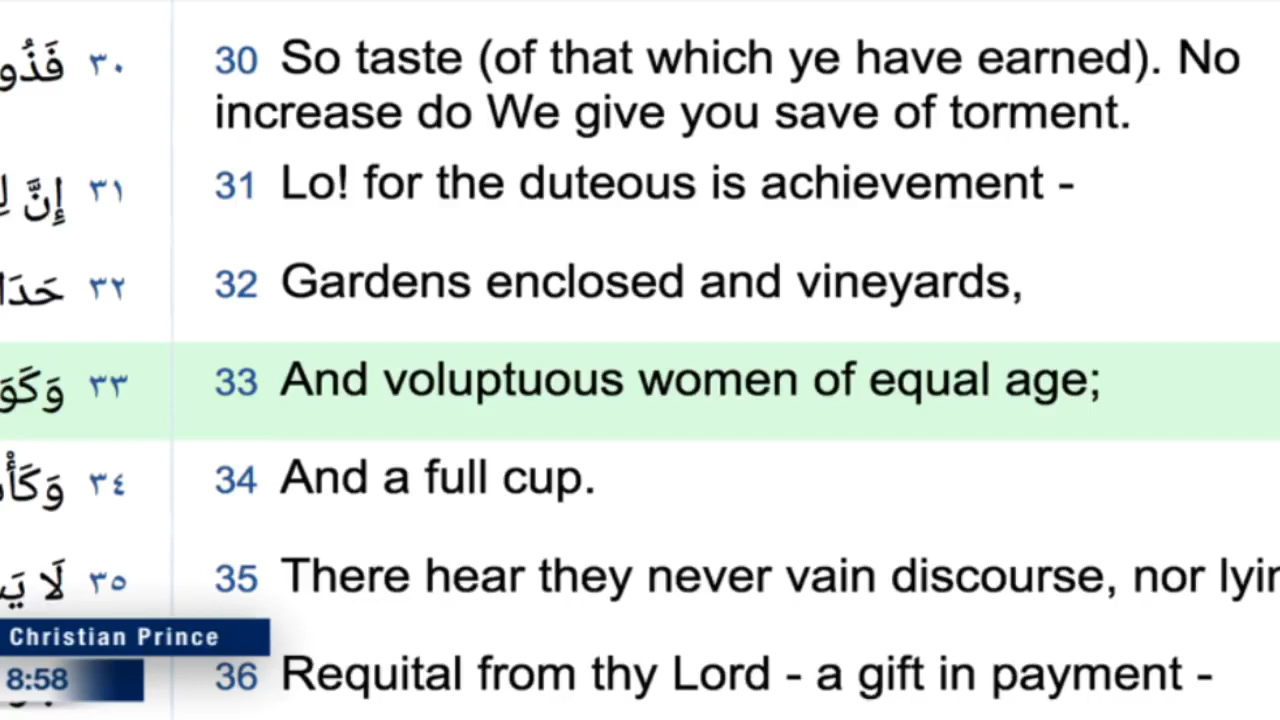 فَذُو ٣٠ 30 So taste (of that which ye have earned). No
increase do We give you save of torment.
إِنَّ ٣١ 31 Lo! for the duteous is achievement -
حَدَا ٣٢ 32 Gardens enclosed and vineyards,
وَكَوَ ٣٣ 33 And voluptuous women of equal age;
وَكَأْ ٣٤ 34 And a full cup.
لَا يَ ٣٥ 35 There hear they never vain discourse, nor lyin
Christian Prince
8:58 36 Requital from thy Lord - a gift in payment -